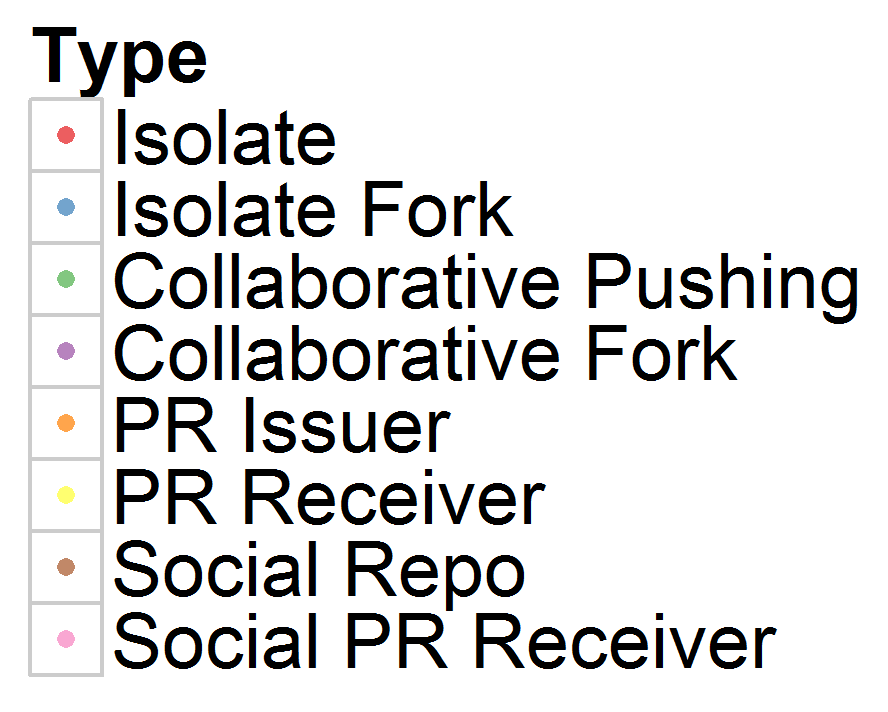 Type
Isolate
Isolate Fork
Collaborative Pushing
Collaborative Fork
PR Issuer
PR Receiver
Social Repo
Social PR Receiver